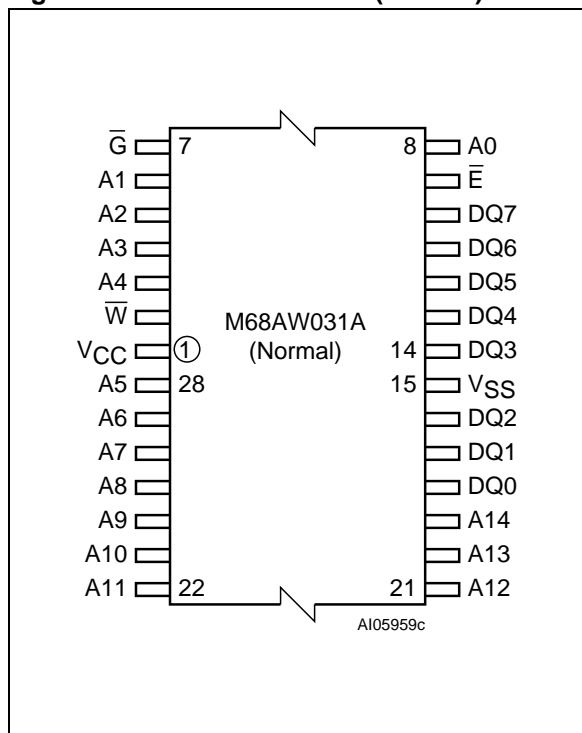 G̅ 7 8 A0
A1 E̅
A2 DQ7
A3 DQ6
A4 DQ5
W̅ DQ4
M68AW031A
VCC 1 (Normal) 14 DQ3
A5 28 15 VSS
A6 DQ2
A7 DQ1
A8 DQ0
A9 A14
A10 A13
A11 22 21 A12
AI05959c